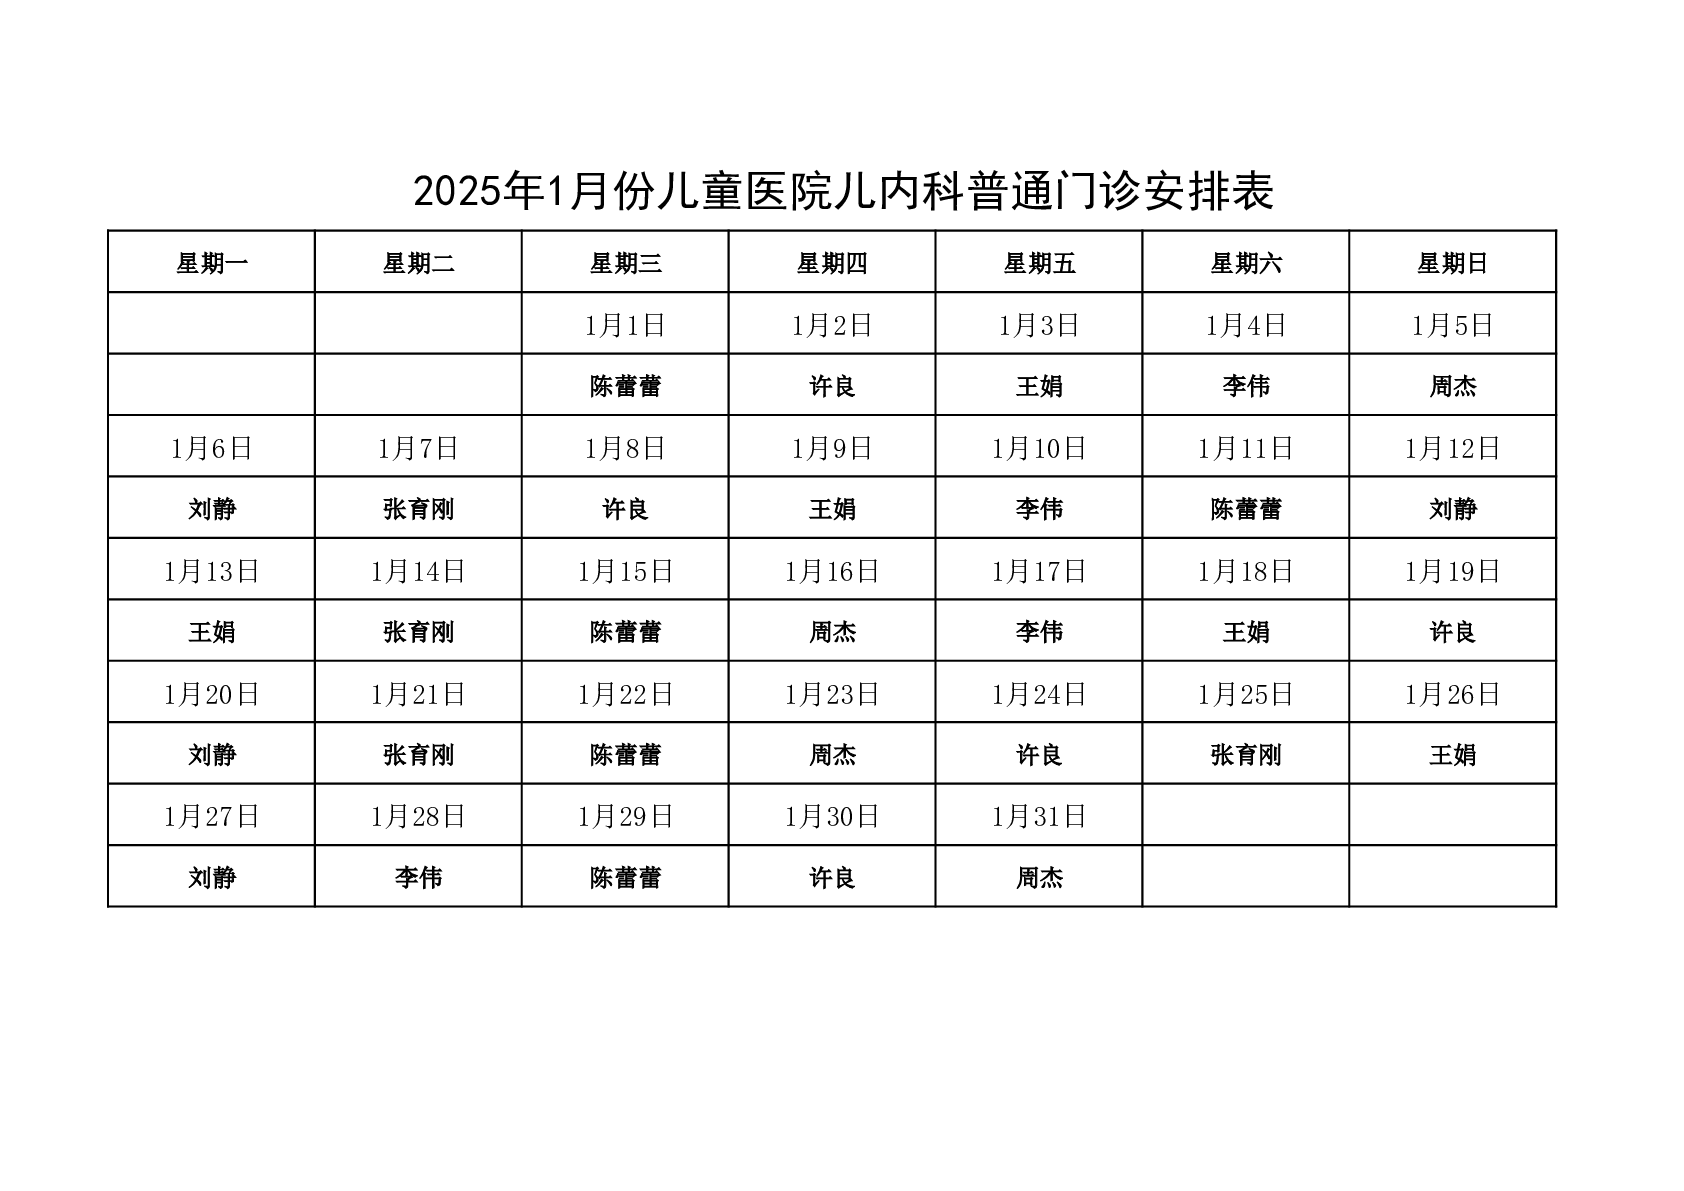 2025年1月份儿童医院儿内科普通门诊安排表
星期一 星期二 星期三 星期四 星期五 星期六 星期日
1月1日 1月2日 1月3日 1月4日 1月5日
陈蕾蕾 许良 王娟 李伟 周杰
1月6日 1月7日 1月8日 1月9日 1月10日 1月11日 1月12日
刘静 张育刚 许良 王娟 李伟 陈蕾蕾 刘静
1月13日 1月14日 1月15日 1月16日 1月17日 1月18日 1月19日
王娟 张育刚 陈蕾蕾 周杰 李伟 王娟 许良
1月20日 1月21日 1月22日 1月23日 1月24日 1月25日 1月26日
刘静 张育刚 陈蕾蕾 周杰 许良 张育刚 王娟
1月27日 1月28日 1月29日 1月30日 1月31日
刘静 李伟 陈蕾蕾 许良 周杰